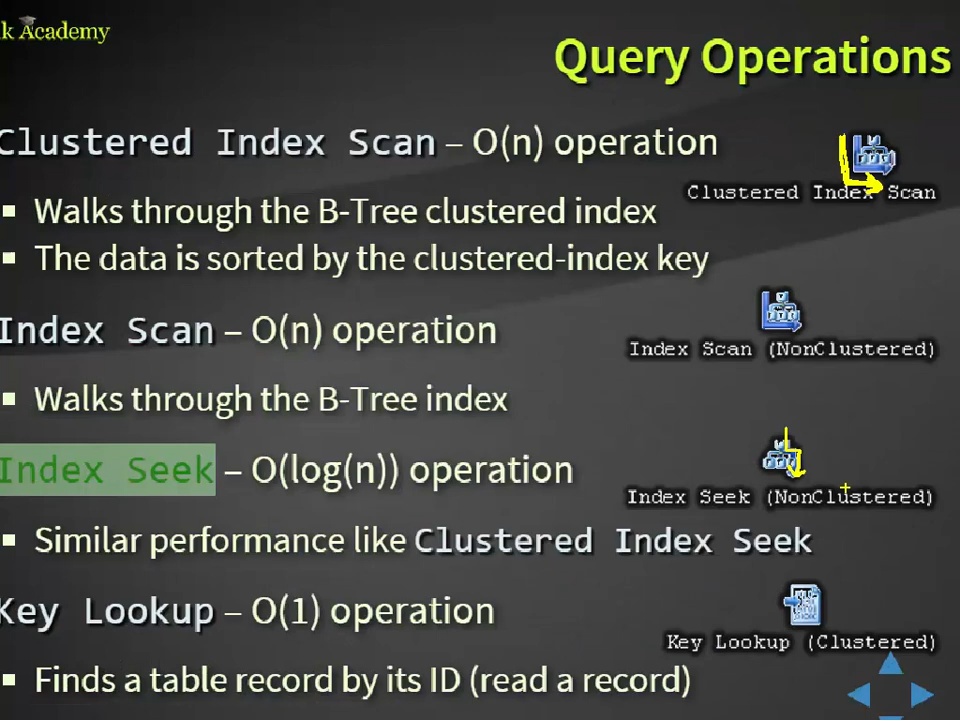 k Academy
Query Operations
Clustered Index Scan – O(n) operation
Clustered Index Scan
▪ Walks through the B-Tree clustered index
▪ The data is sorted by the clustered-index key
Index Scan – O(n) operation
Index Scan (NonClustered)
▪ Walks through the B-Tree index
Index Seek – O(log(n)) operation
Index Seek (NonClustered)
▪ Similar performance like Clustered Index Seek
Key Lookup – O(1) operation
Key Lookup (Clustered)
▪ Finds a table record by its ID (read a record)